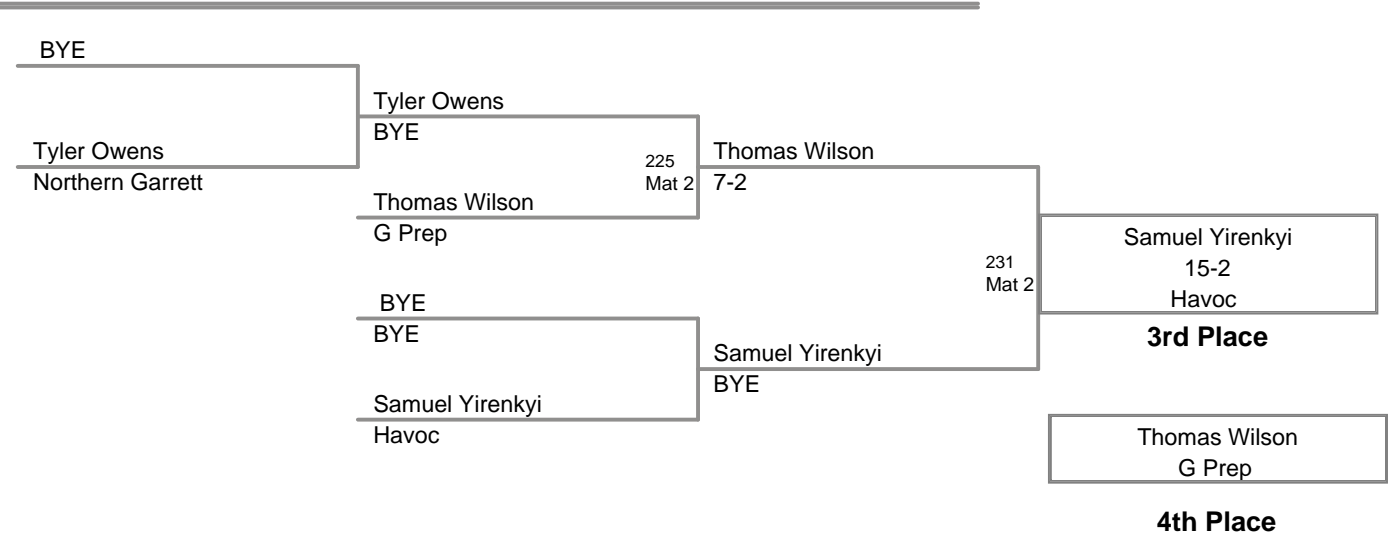 BYE
Tyler Owens
Northern Garrett
Tyler Owens
BYE
Thomas Wilson
G Prep
BYE
BYE
Samuel Yirenkyi
Havoc
225
Mat 2
Thomas Wilson
7-2
Samuel Yirenkyi
BYE
231
Mat 2
Samuel Yirenkyi
15-2
Havoc
3rd Place
Thomas Wilson
G Prep
4th Place